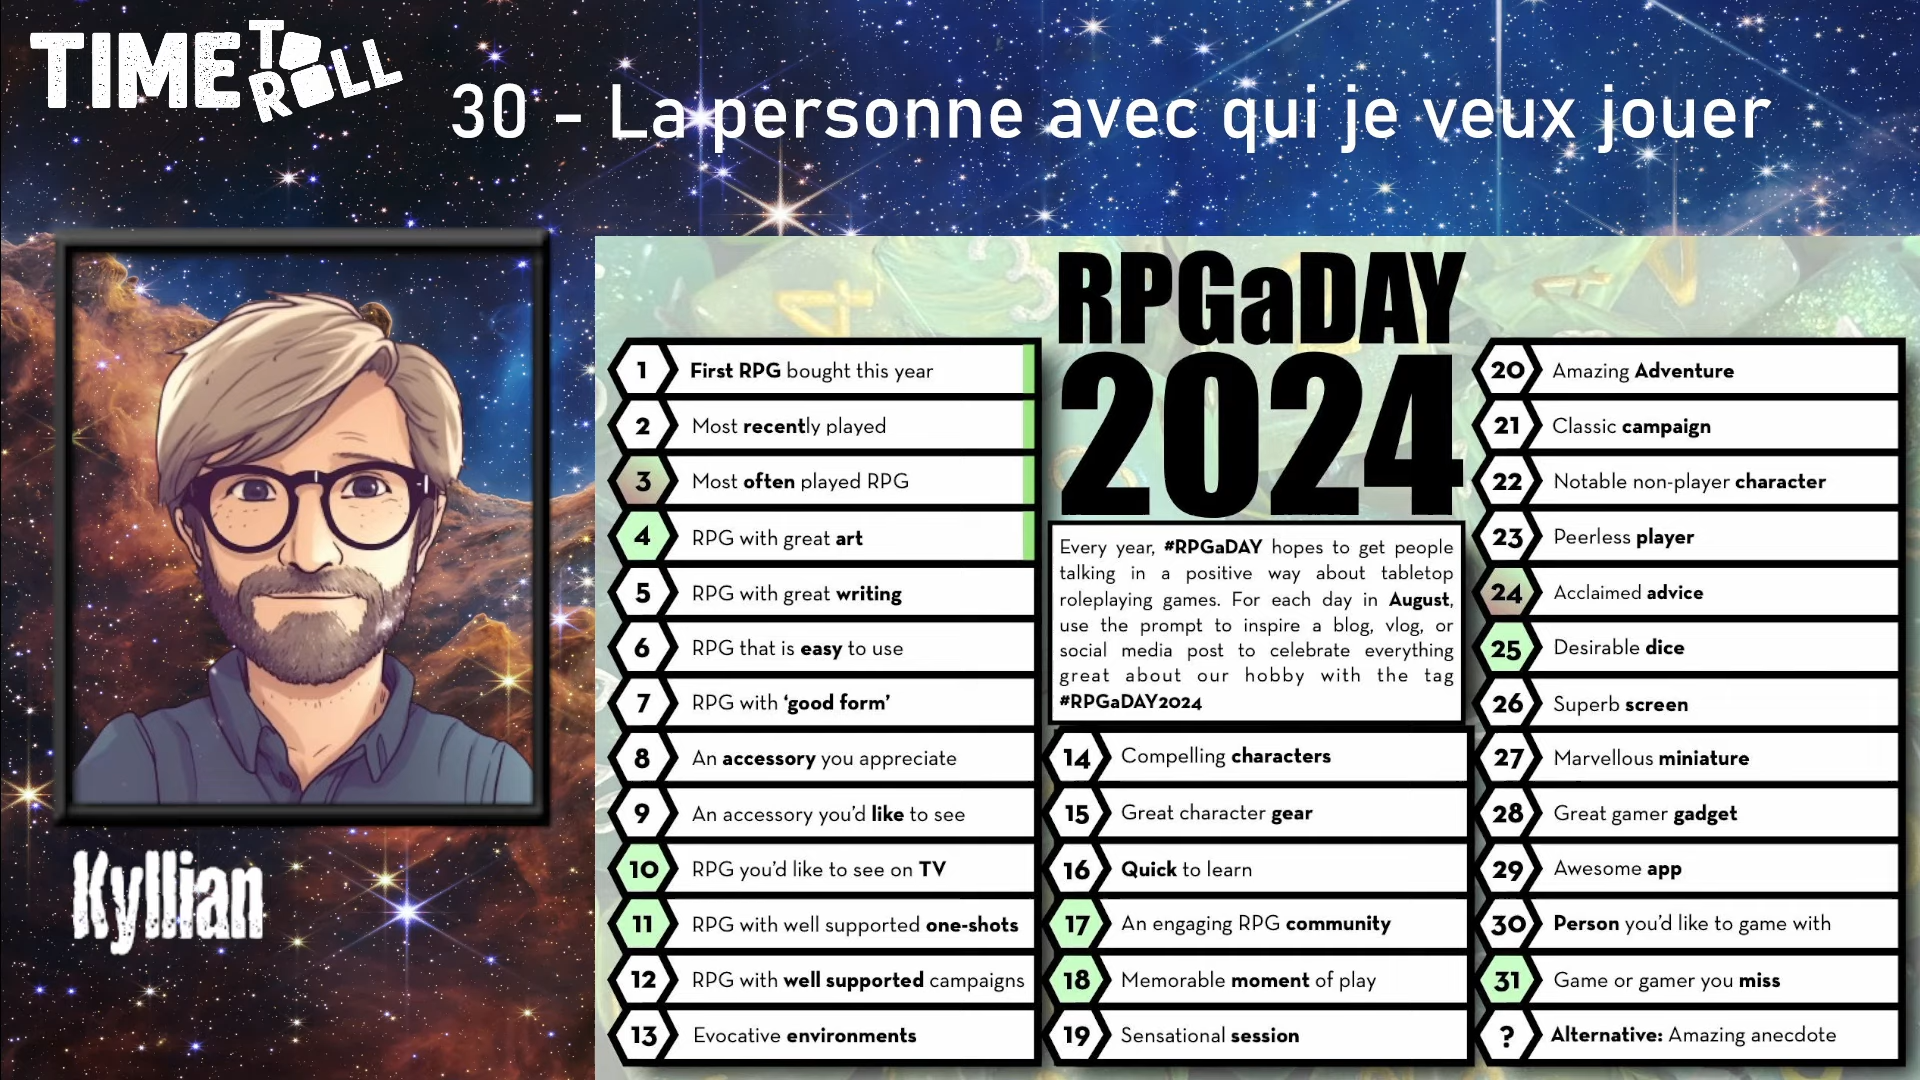 TIME TO ROLL
30 - La personne avec qui je veux jouer
Kyllian
RPGaDAY
2024
Every year, #RPGaDAY hopes to get people
talking in a positive way about tabletop
roleplaying games. For each day in August,
use the prompt to inspire a blog, vlog, or
social media post to celebrate everything
great about our hobby with the tag
#RPGaDAY2024
1 First RPG bought this year
2 Most recently played
3 Most often played RPG
4 RPG with great art
5 RPG with great writing
6 RPG that is easy to use
7 RPG with ‘good form’
8 An accessory you appreciate
9 An accessory you’d like to see
10 RPG you’d like to see on TV
11 RPG with well supported one-shots
12 RPG with well supported campaigns
13 Evocative environments
14 Compelling characters
15 Great character gear
16 Quick to learn
17 An engaging RPG community
18 Memorable moment of play
19 Sensational session
20 Amazing Adventure
21 Classic campaign
22 Notable non-player character
23 Peerless player
24 Acclaimed advice
25 Desirable dice
26 Superb screen
27 Marvellous miniature
28 Great gamer gadget
29 Awesome app
30 Person you’d like to game with
31 Game or gamer you miss
? Alternative: Amazing anecdote